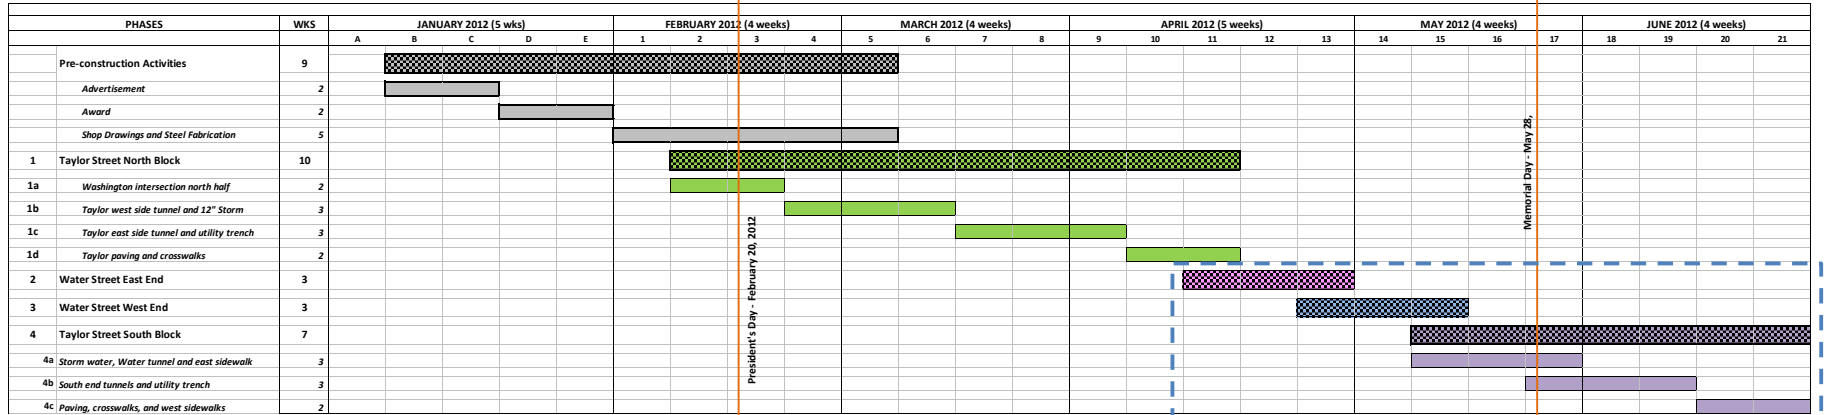 PHASES WKS JANUARY 2012 (5 wks) FEBRUARY 2012 (4 weeks) MARCH 2012 (4 weeks) APRIL 2012 (5 weeks) MAY 2012 (4 weeks) JUNE 2012 (4 weeks)
A B C D E 1 2 3 4 5 6 7 8 9 10 11 12 13 14 15 16 17 18 19 20 21
Pre-construction Activities 9
Advertisement 2
Award 2
Shop Drawings and Steel Fabrication 5
1 Taylor Street North Block 10
1a Washington intersection north half 2
1b Taylor west side tunnel and 12" Storm 3
1c Taylor east side tunnel and utility trench 3
1d Taylor paving and crosswalks 2
2 Water Street East End 3
3 Water Street West End 3
4 Taylor Street South Block 7
4a Storm water, Water tunnel and east sidewalk 3
4b South end tunnels and utility trench 3
4c Paving, crosswalks, and west sidewalks 2
President's Day - February 20, 2012
Memorial Day - May 28,